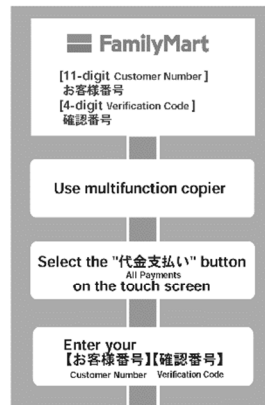 FamilyMart
[11-digit Customer Number]
お客様番号
[4-digit Verification Code]
確認番号
Use multifunction copier
Select the "代金支払い" button
All Payments
on the touch screen
Enter your
【お客様番号】【確認番号】
Customer Number Verification Code